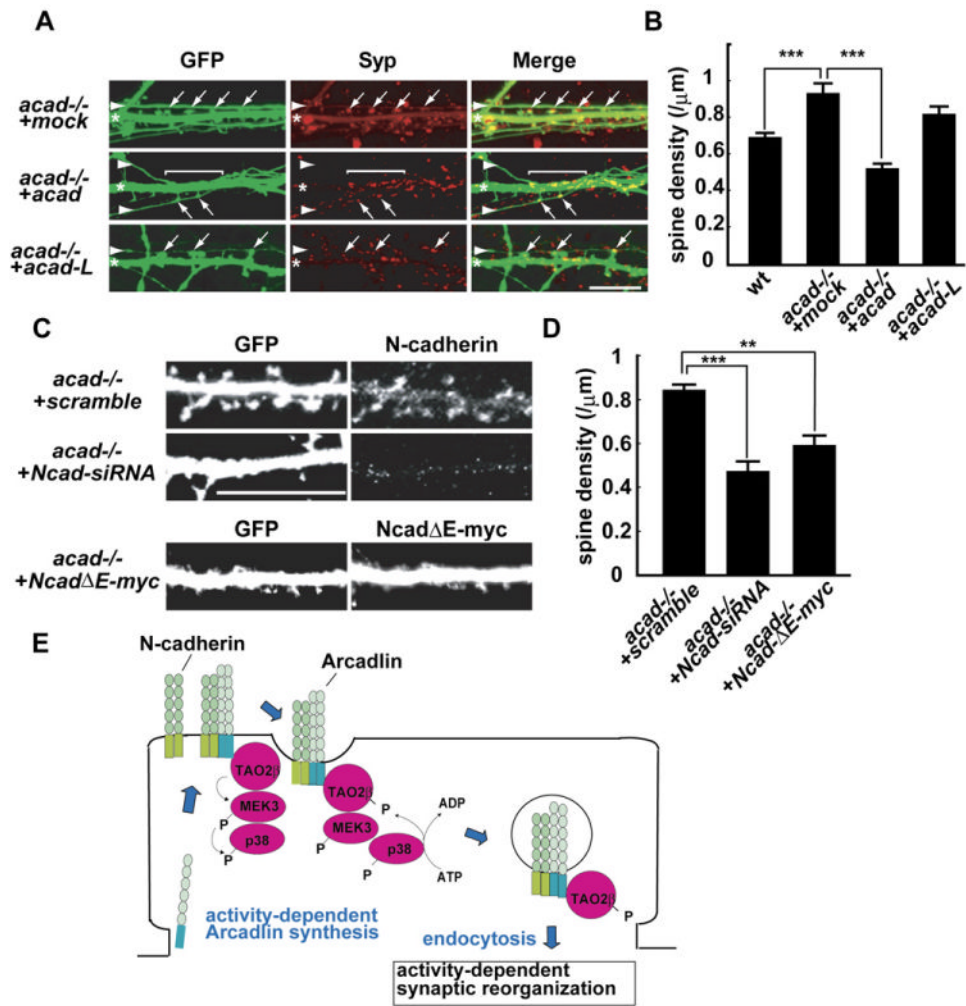 A
GFP
Syp
Merge
acad-/-
+mock
*
*
*
acad-/-
+acad
*
*
*
acad-/-
+acad-L
*
*
*
B
spine density (/μm)
1
0.8
0.6
0.4
0.2
0
***
***
wt
acad-/-
+mock
acad-/-
+acad
acad-/-
+acad-L
C
GFP
N-cadherin
acad-/-
+scramble
acad-/-
+Ncad-siRNA
GFP
NcadΔE-myc
acad-/-
+NcadΔE-myc
D
spine density (/μm)
1
0.8
0.6
0.4
0.2
0
**
***
acad-/-
+scramble
acad-/-
+Ncad-siRNA
acad-/-
+Ncad-ΔE-myc
E
N-cadherin
Arcadlin
TAO2β
MEK3
P
p38
P
TAO2β
P
MEK3
P
p38
P
ADP
ATP
TAO2β
P
activity-dependent
Arcadlin synthesis
endocytosis
activity-dependent
synaptic reorganization